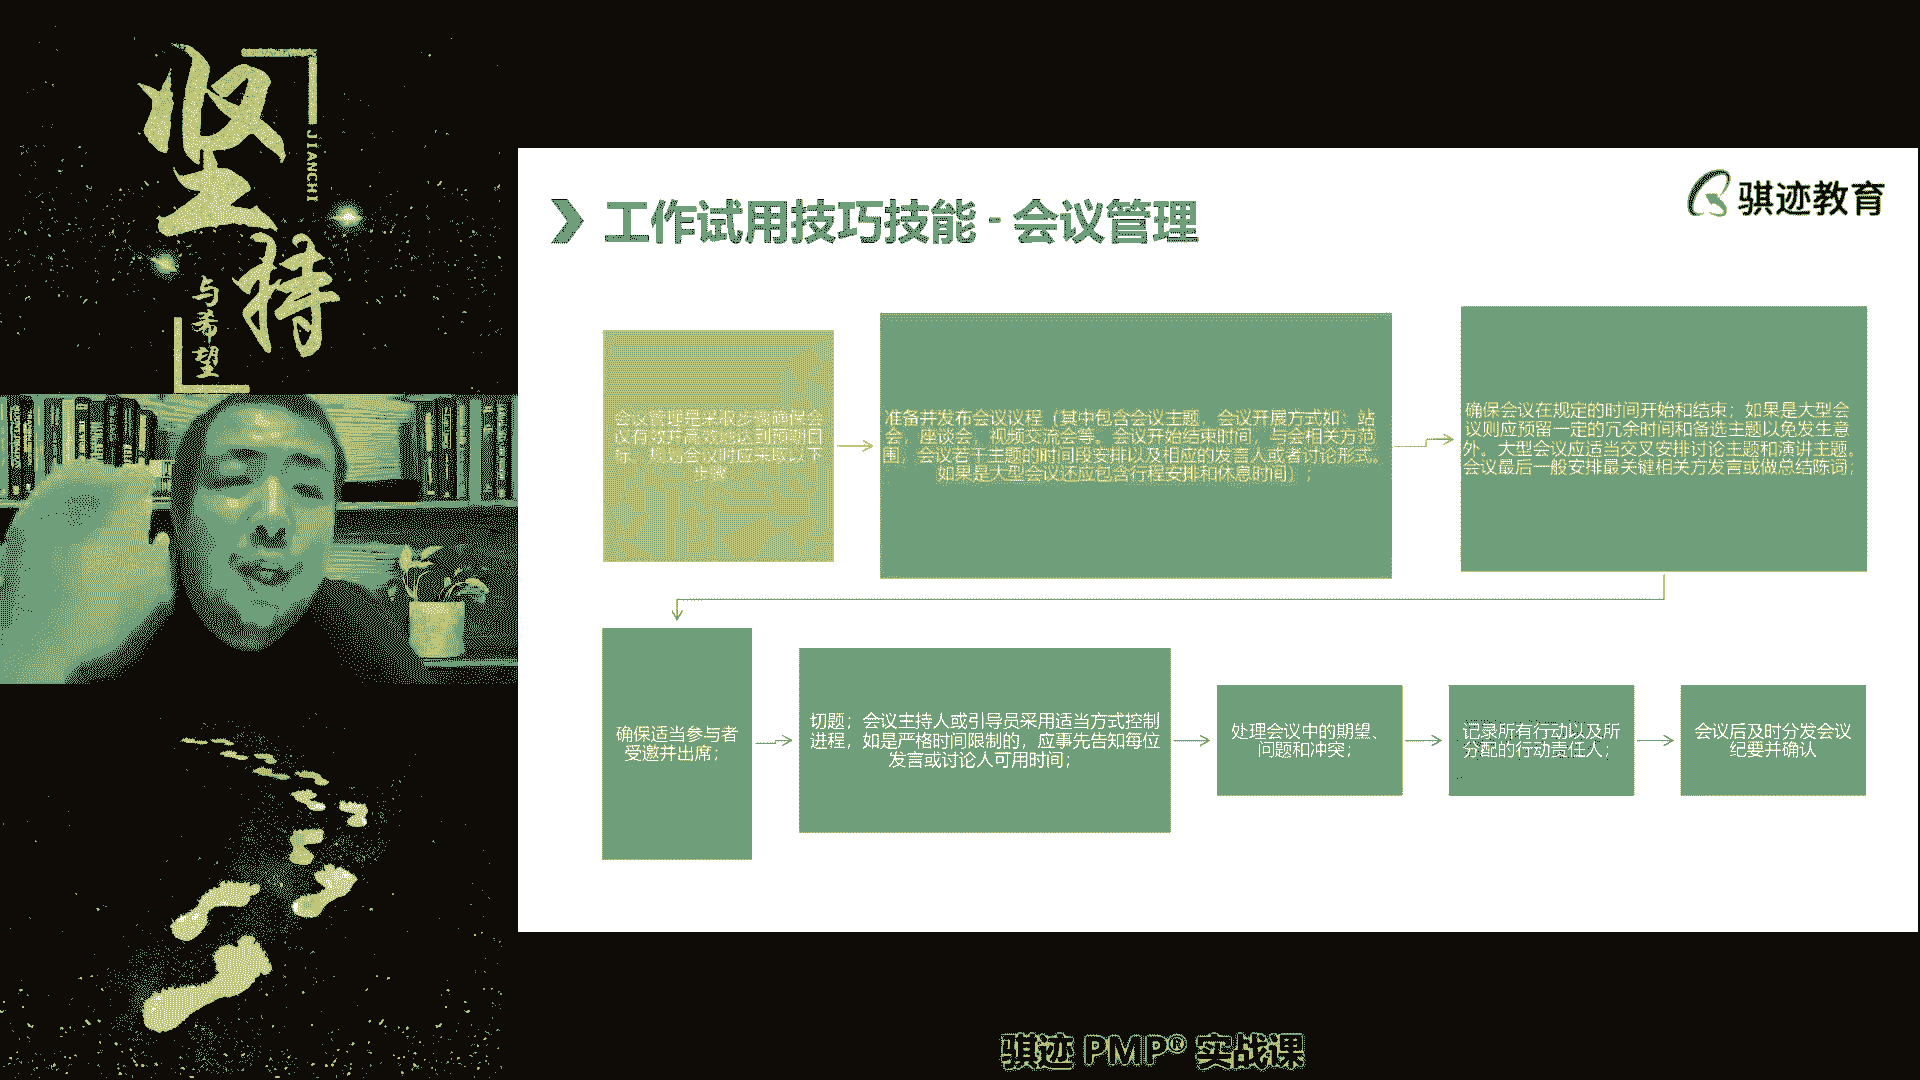 坚持
JIANCHI
与希望
骐迹教育
工作试用技巧技能 - 会议管理
会议管理是采取步骤确保会
议有效并高效地达到预期目
标。规划会议时应采取以下
步骤
准备并发布会议议程（其中包含会议主题、会议开展方式如：站
会，座谈会，视频交流会等。会议开始结束时间，与会相关方范
围，会议若干主题的时间段安排以及相应的发言人或者讨论形式。
如果是大型会议还应包含行程安排和休息时间）；
确保会议在规定的时间开始和结束；如果是大型会
议则应预留一定的冗余时间和备选主题以免发生意
外。大型会议应适当交叉安排讨论主题和演讲主题。
会议最后一般安排最关键相关方发言或做总结陈词；
确保适当参与者
受邀并出席；
切题；会议主持人或引导员采用适当方式控制
进程，如是严格时间限制的，应事先告知每位
发言或讨论人可用时间；
处理会议中的期望、
问题和冲突；
记录所有行动以及所
分配的行动责任人；
会议后及时分发会议
纪要并确认
骐迹 PMP® 实战课